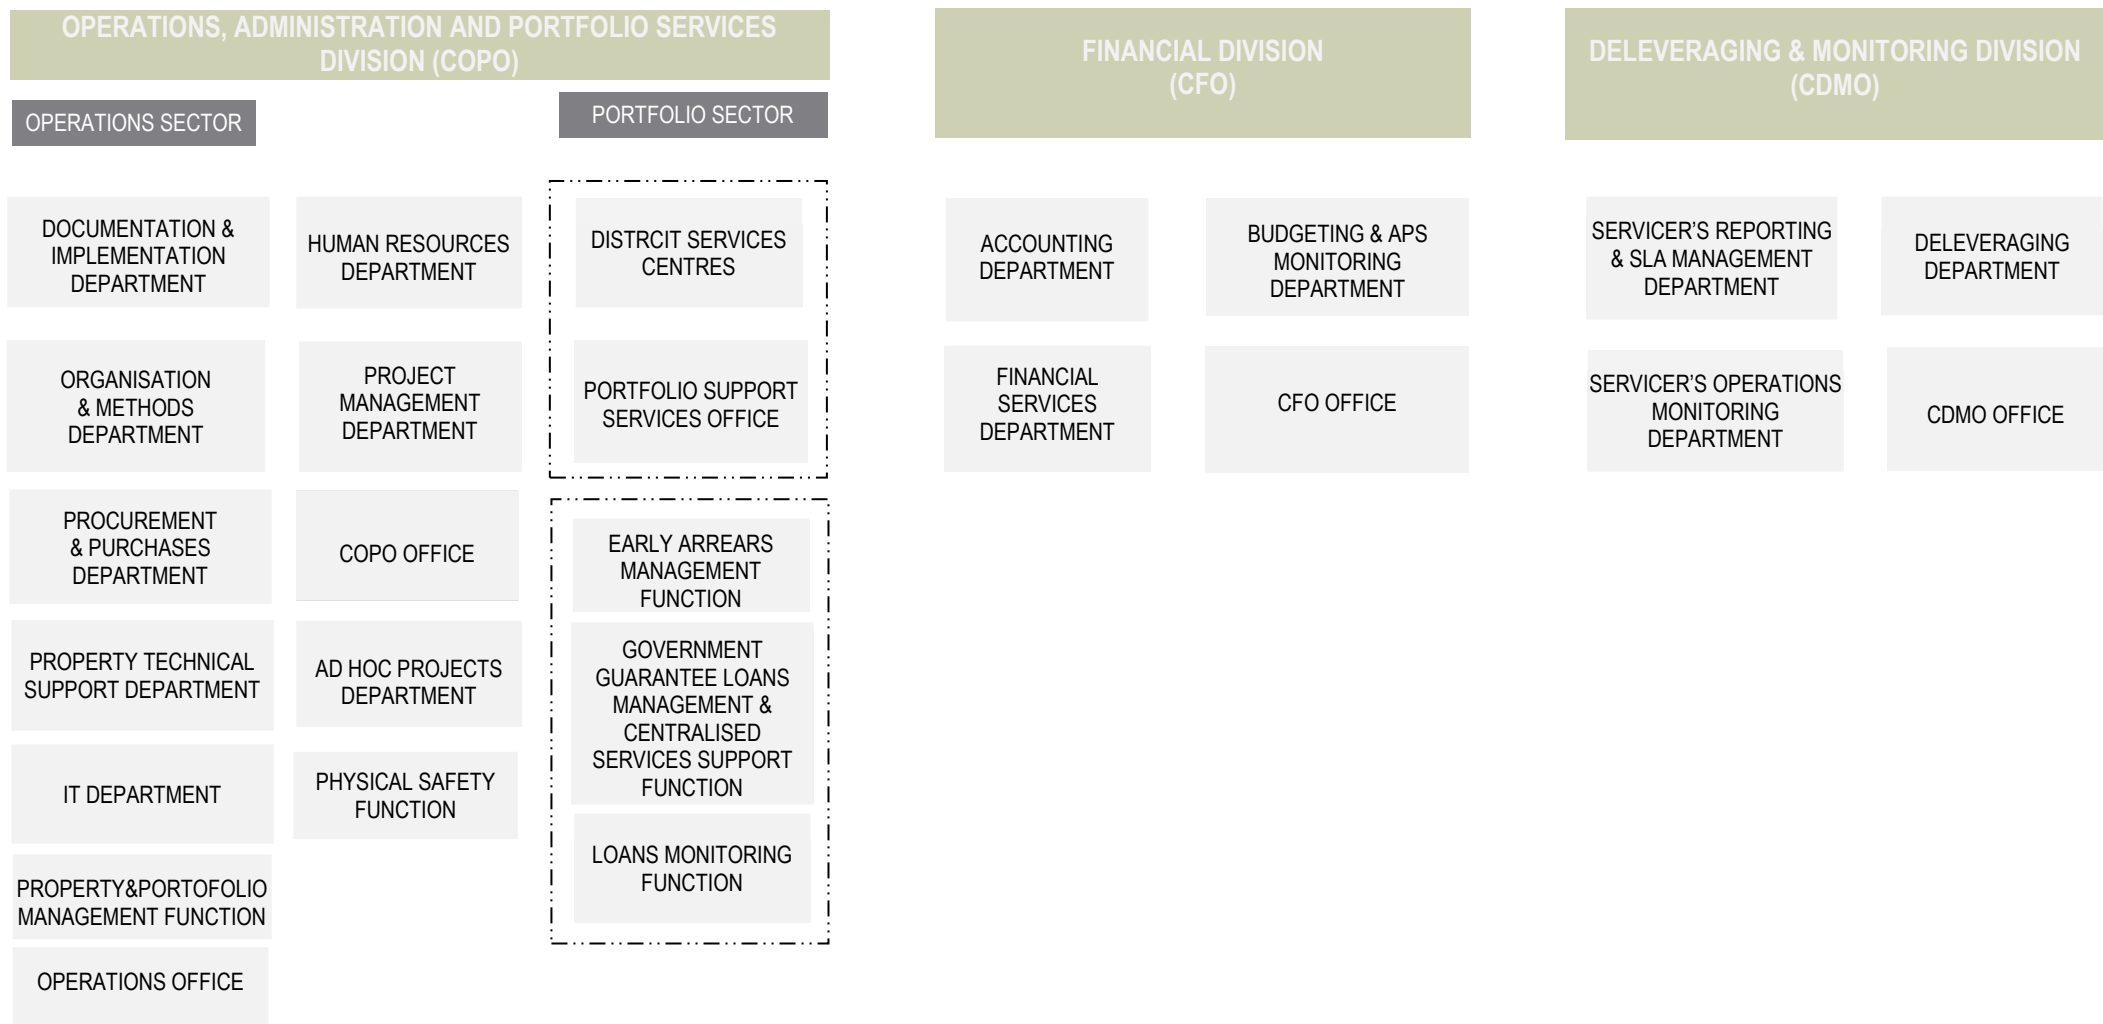 OPERATIONS, ADMINISTRATION AND PORTFOLIO SERVICES
DIVISION (COPO)
OPERATIONS SECTOR
DOCUMENTATION &
IMPLEMENTATION
DEPARTMENT
ORGANISATION
& METHODS
DEPARTMENT
PROCUREMENT
& PURCHASES
DEPARTMENT
PROPERTY TECHNICAL
SUPPORT DEPARTMENT
IT DEPARTMENT
PROPERTY&PORTOFOLIO
MANAGEMENT FUNCTION
OPERATIONS OFFICE
HUMAN RESOURCES
DEPARTMENT
PROJECT
MANAGEMENT
DEPARTMENT
COPO OFFICE
AD HOC PROJECTS
DEPARTMENT
PHYSICAL SAFETY
FUNCTION
PORTFOLIO SECTOR
DISTRCIT SERVICES
CENTRES
PORTFOLIO SUPPORT
SERVICES OFFICE
EARLY ARREARS
MANAGEMENT
FUNCTION
GOVERNMENT
GUARANTEE LOANS
MANAGEMENT &
CENTRALISED
SERVICES SUPPORT
FUNCTION
LOANS MONITORING
FUNCTION
FINANCIAL DIVISION
(CFO)
ACCOUNTING
DEPARTMENT
FINANCIAL
SERVICES
DEPARTMENT
BUDGETING & APS
MONITORING
DEPARTMENT
CFO OFFICE
DELEVERAGING & MONITORING DIVISION
(CDMO)
SERVICER'S REPORTING
& SLA MANAGEMENT
DEPARTMENT
SERVICER'S OPERATIONS
MONITORING
DEPARTMENT
DELEVERAGING
DEPARTMENT
CDMO OFFICE